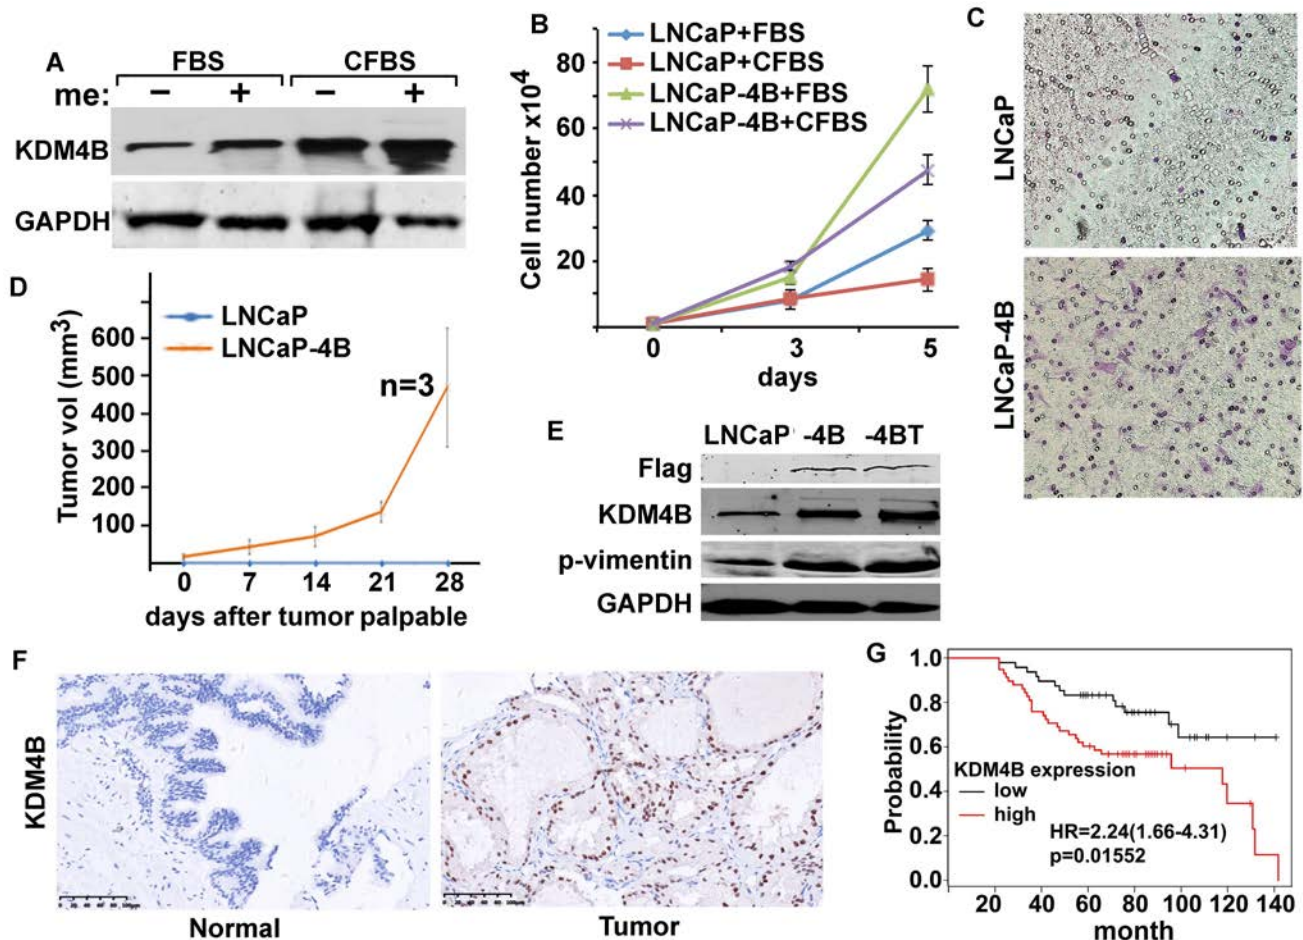 A
FBS CFBS
me: − + − +
KDM4B
GAPDH
B
LNCaP+FBS
LNCaP+CFBS
LNCaP-4B+FBS
LNCaP-4B+CFBS
Cell number x10⁴
80
60
40
20
0 3 5
days
C
LNCaP
LNCaP-4B
D
LNCaP
LNCaP-4B
n=3
Tumor vol (mm³)
600
500
400
300
200
100
0 7 14 21 28
days after tumor palpable
E
LNCaP -4B -4BT
Flag
KDM4B
p-vimentin
GAPDH
F
KDM4B
Normal Tumor
G
Probability
1.0
0.8
0.6
0.4
0.2
0.0
KDM4B expression
low
high
HR=2.24(1.66-4.31)
p=0.01552
20 40 60 80 100 120 140
month